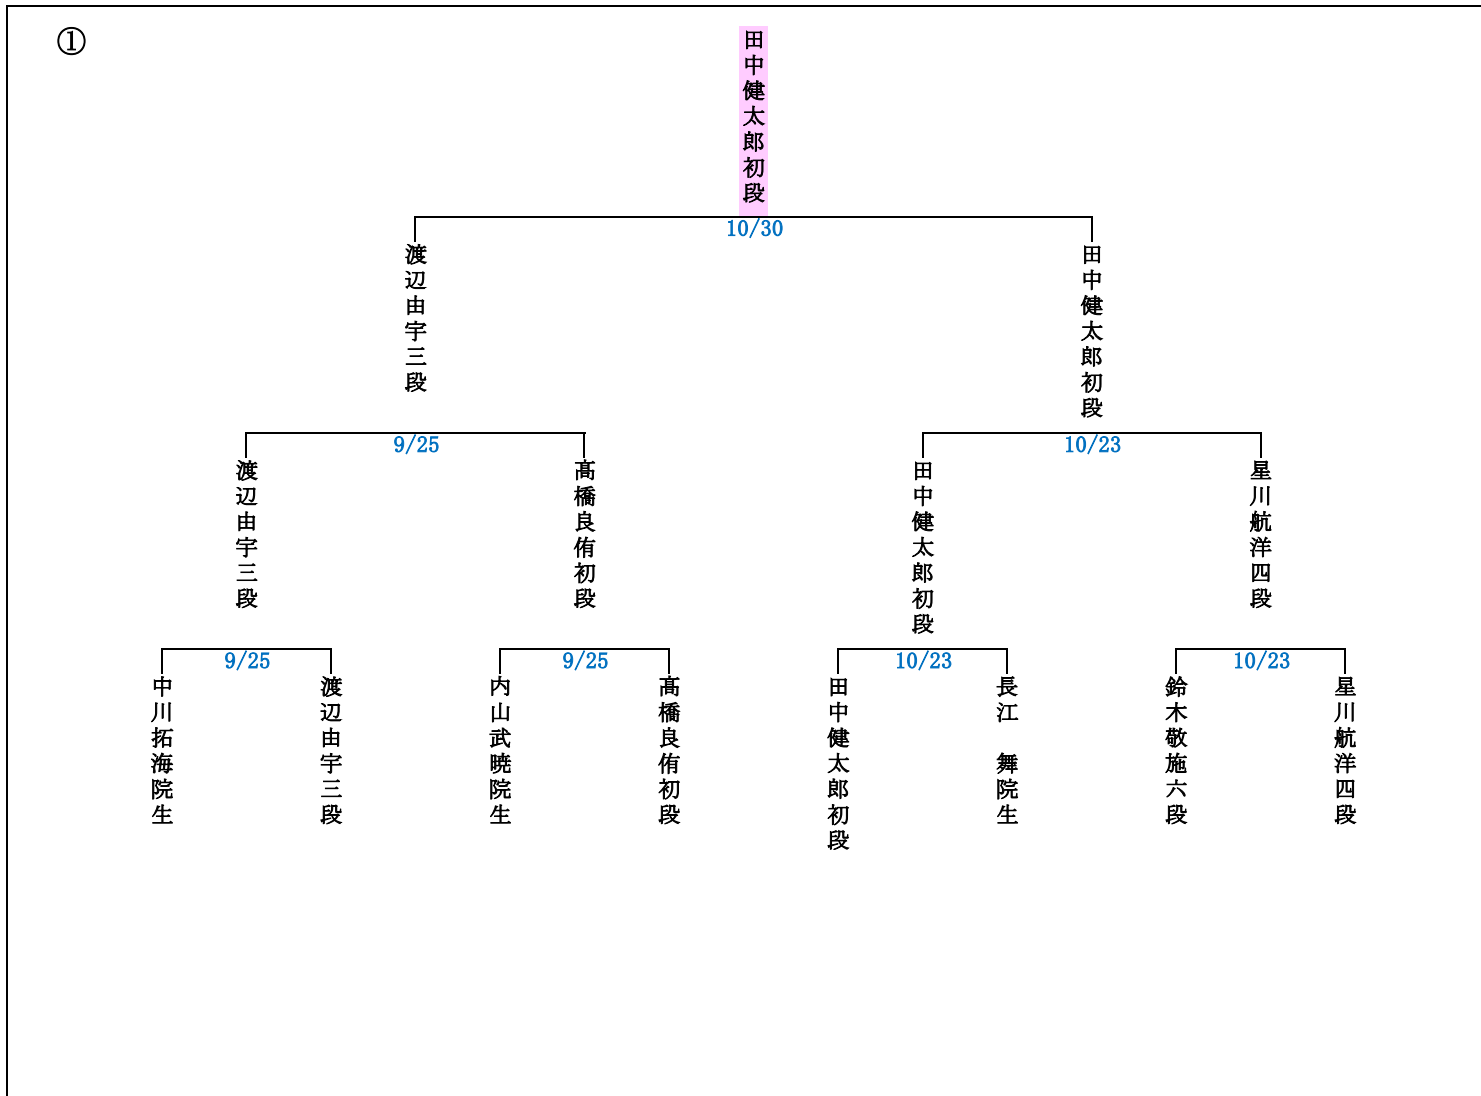 ①
田中健太郎初段
10/30
渡辺由宇三段
田中健太郎初段
9/25
10/23
渡辺由宇三段
髙橋良侑初段
田中健太郎初段
星川航洋四段
9/25
9/25
10/23
10/23
中川拓海院生
渡辺由宇三段
内山武暁院生
髙橋良侑初段
田中健太郎初段
長江　舞院生
鈴木敬施六段
星川航洋四段